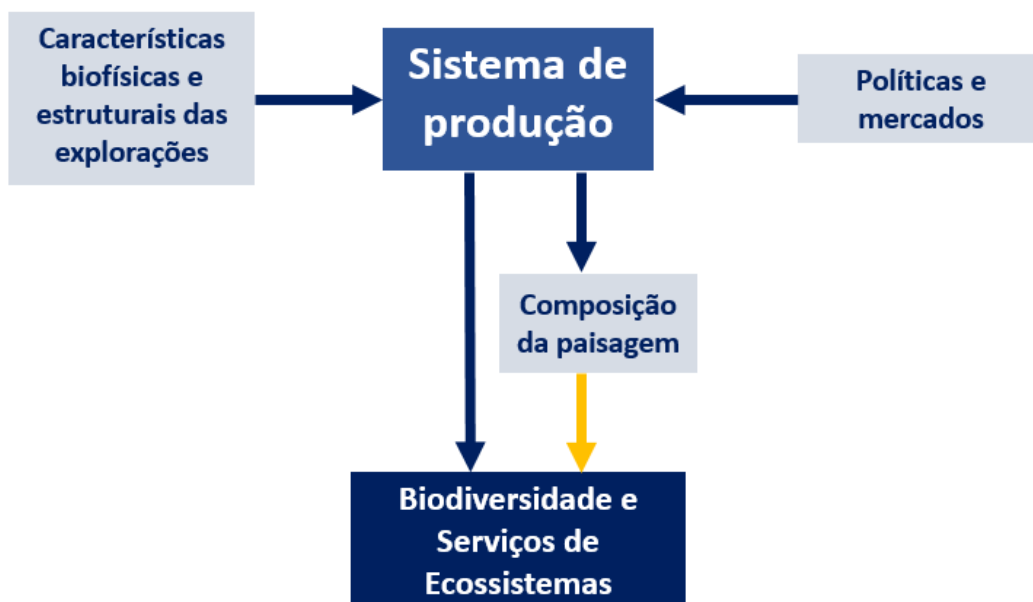 Características
biofísicas e
estruturais das
explorações
Sistema de
produção
Políticas e
mercados
Composição
da paisagem
Biodiversidade e
Serviços de
Ecossistemas